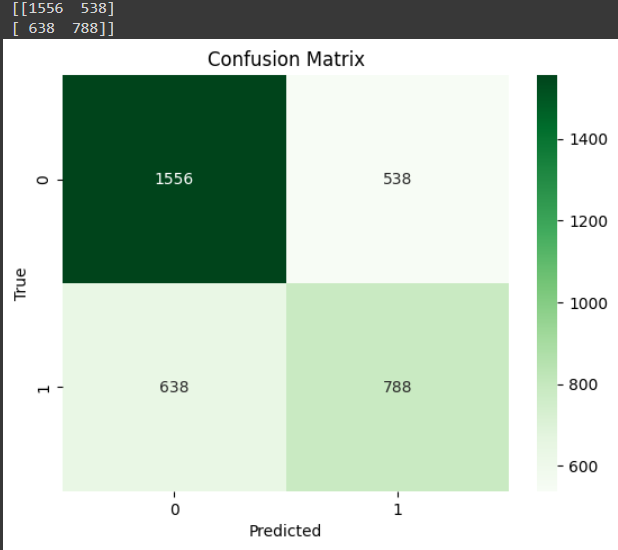 [[1556  538]
[ 638  788]]
Confusion Matrix
1556 538
638 788
0
1
True
0 1
Predicted
1400
1200
1000
800
600